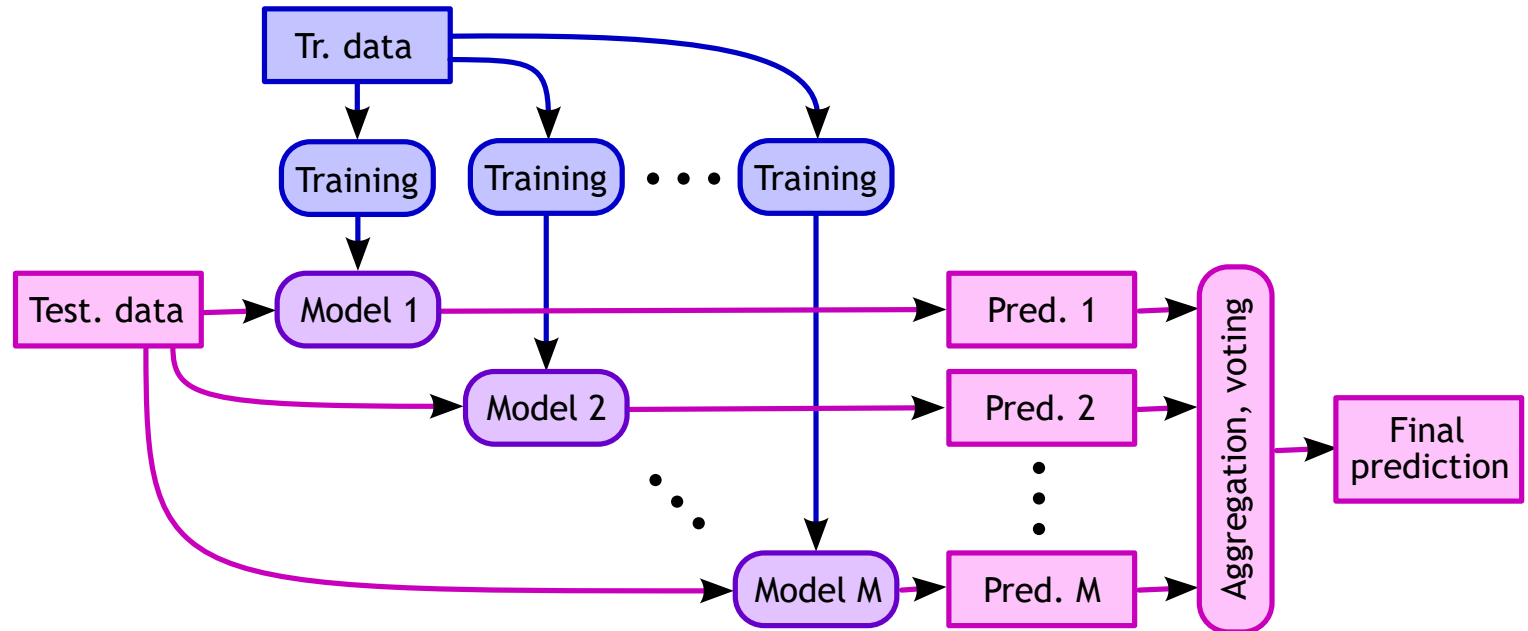 Tr. data
Training
Training
Training
Test. data
Model 1
Pred. 1
Model 2
Pred. 2
Model M
Pred. M
Aggregation, voting
Final
prediction